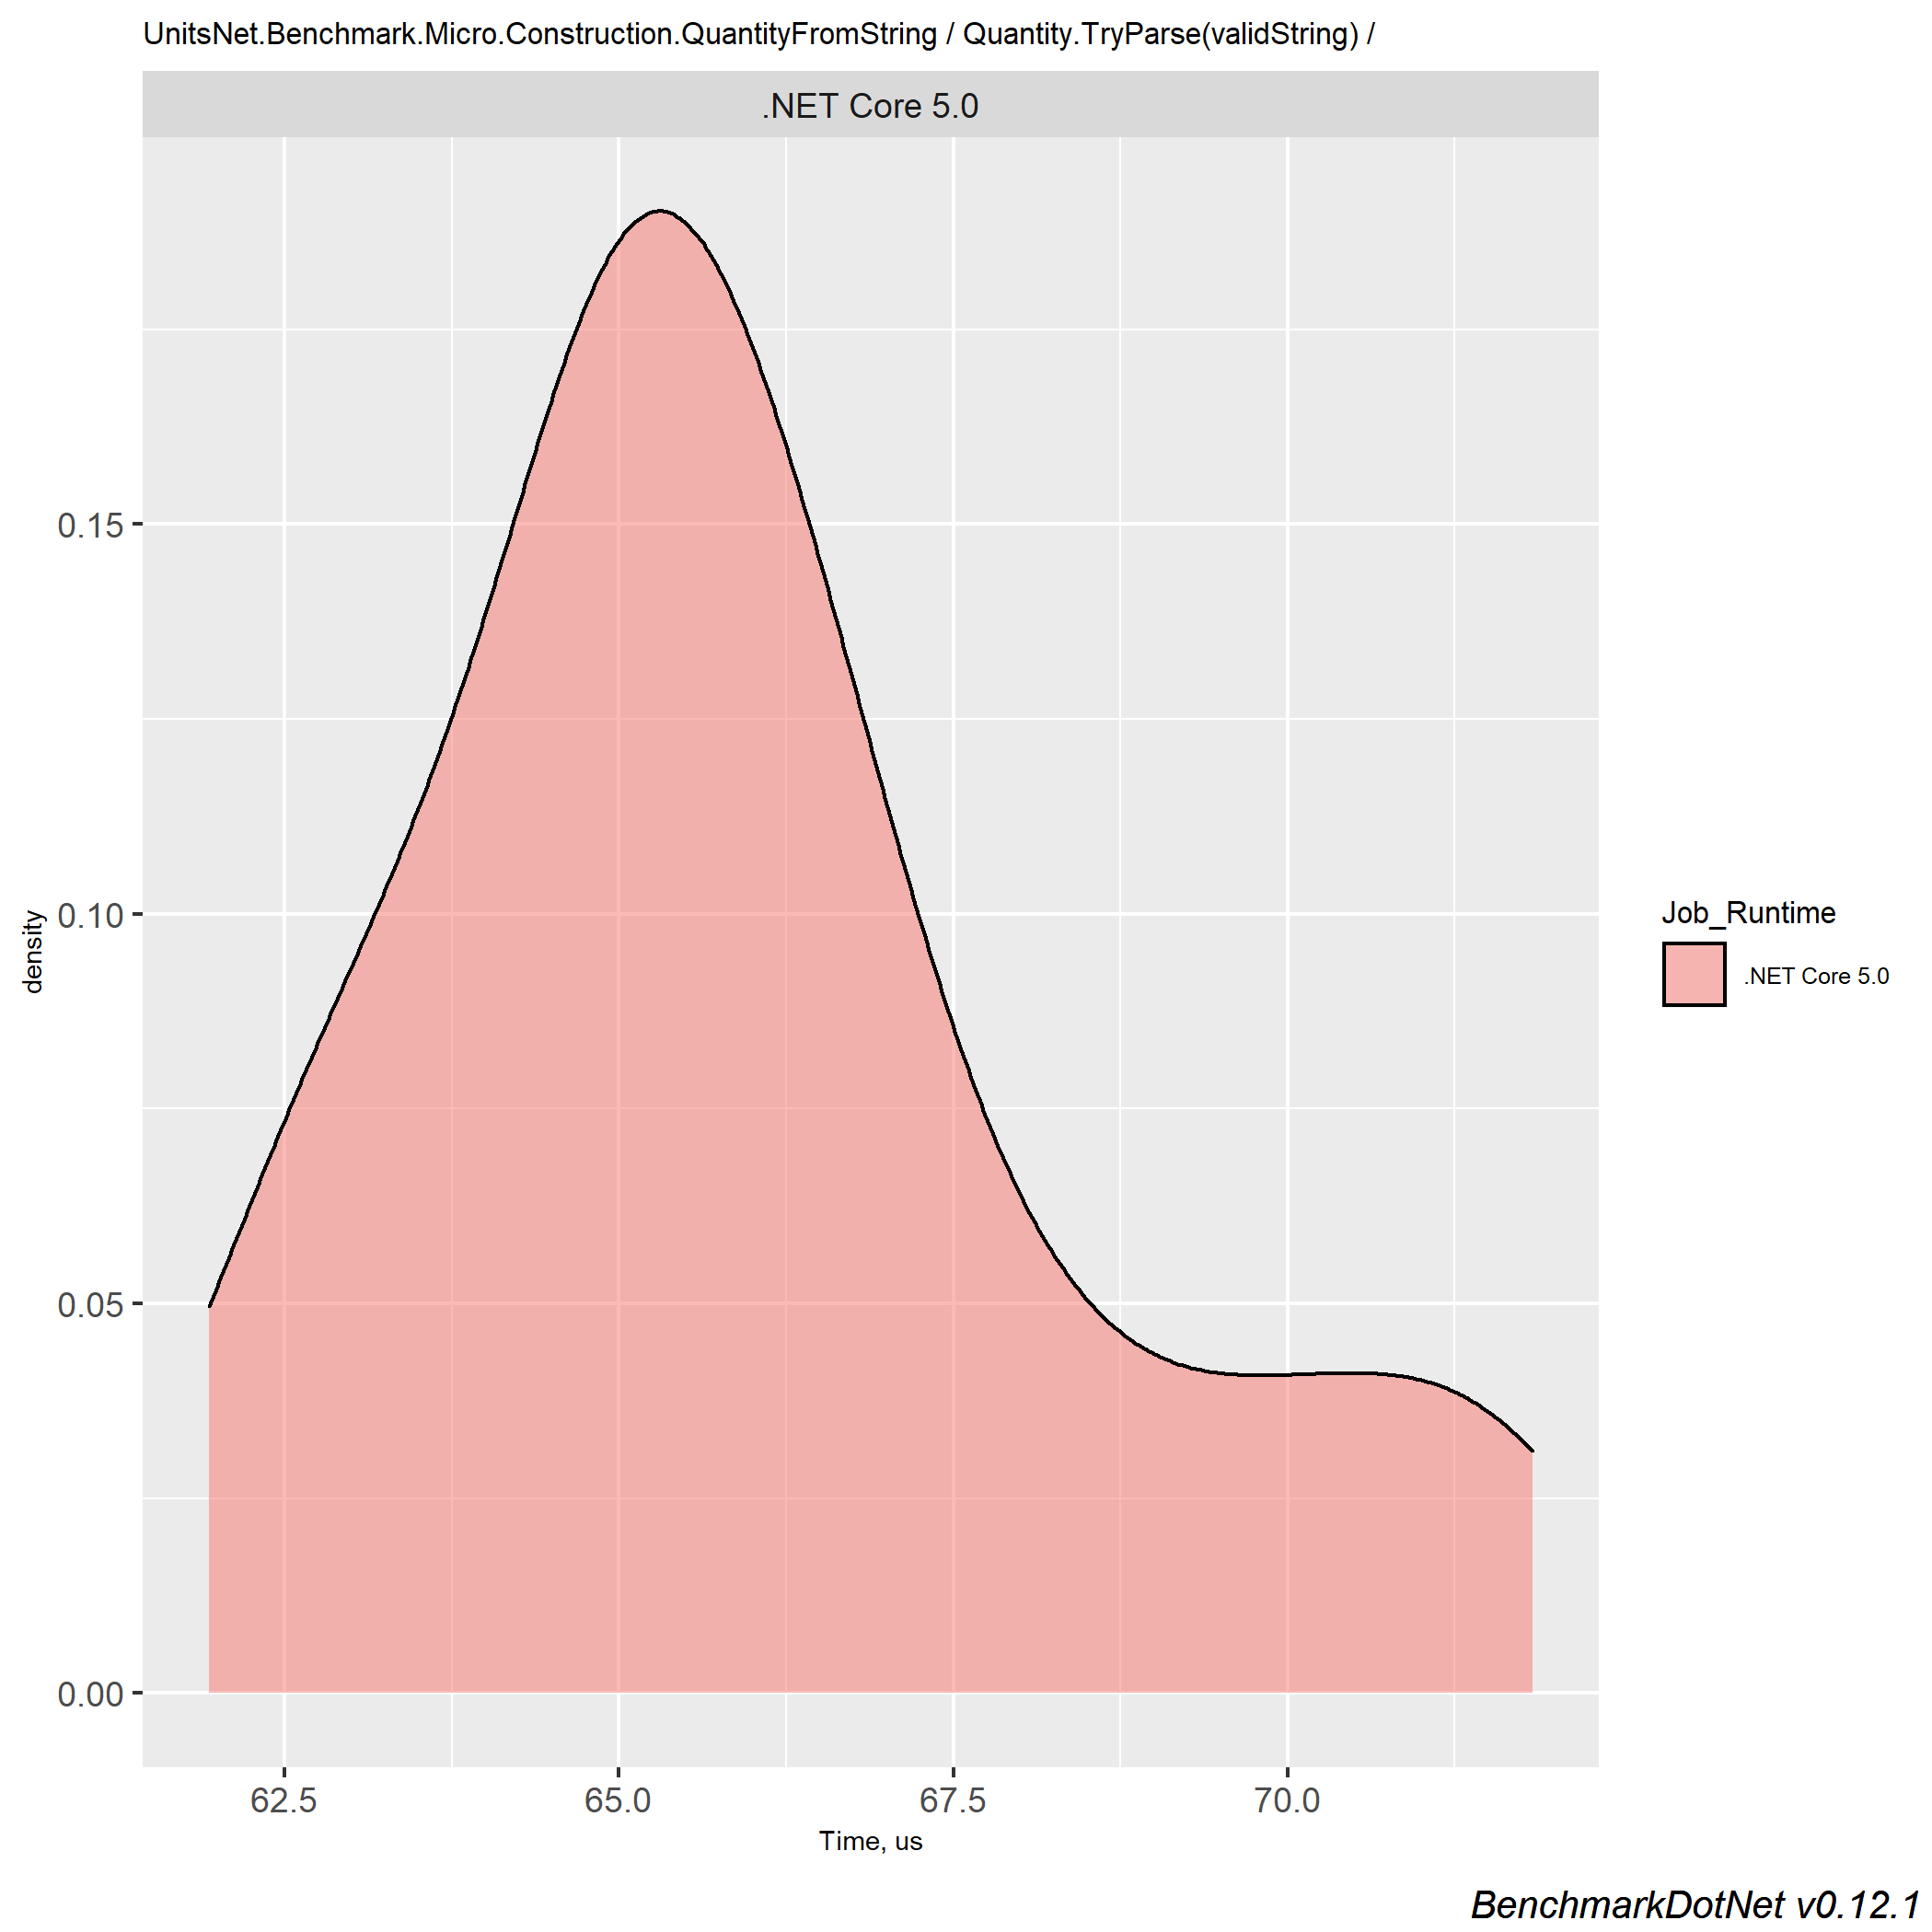 UnitsNet.Benchmark.Micro.Construction.QuantityFromString / Quantity.TryParse(validString) /
.NET Core 5.0
0.15
0.10
0.05
0.00
density
62.5 65.0 67.5 70.0
Time, us
Job_Runtime
.NET Core 5.0
BenchmarkDotNet v0.12.1